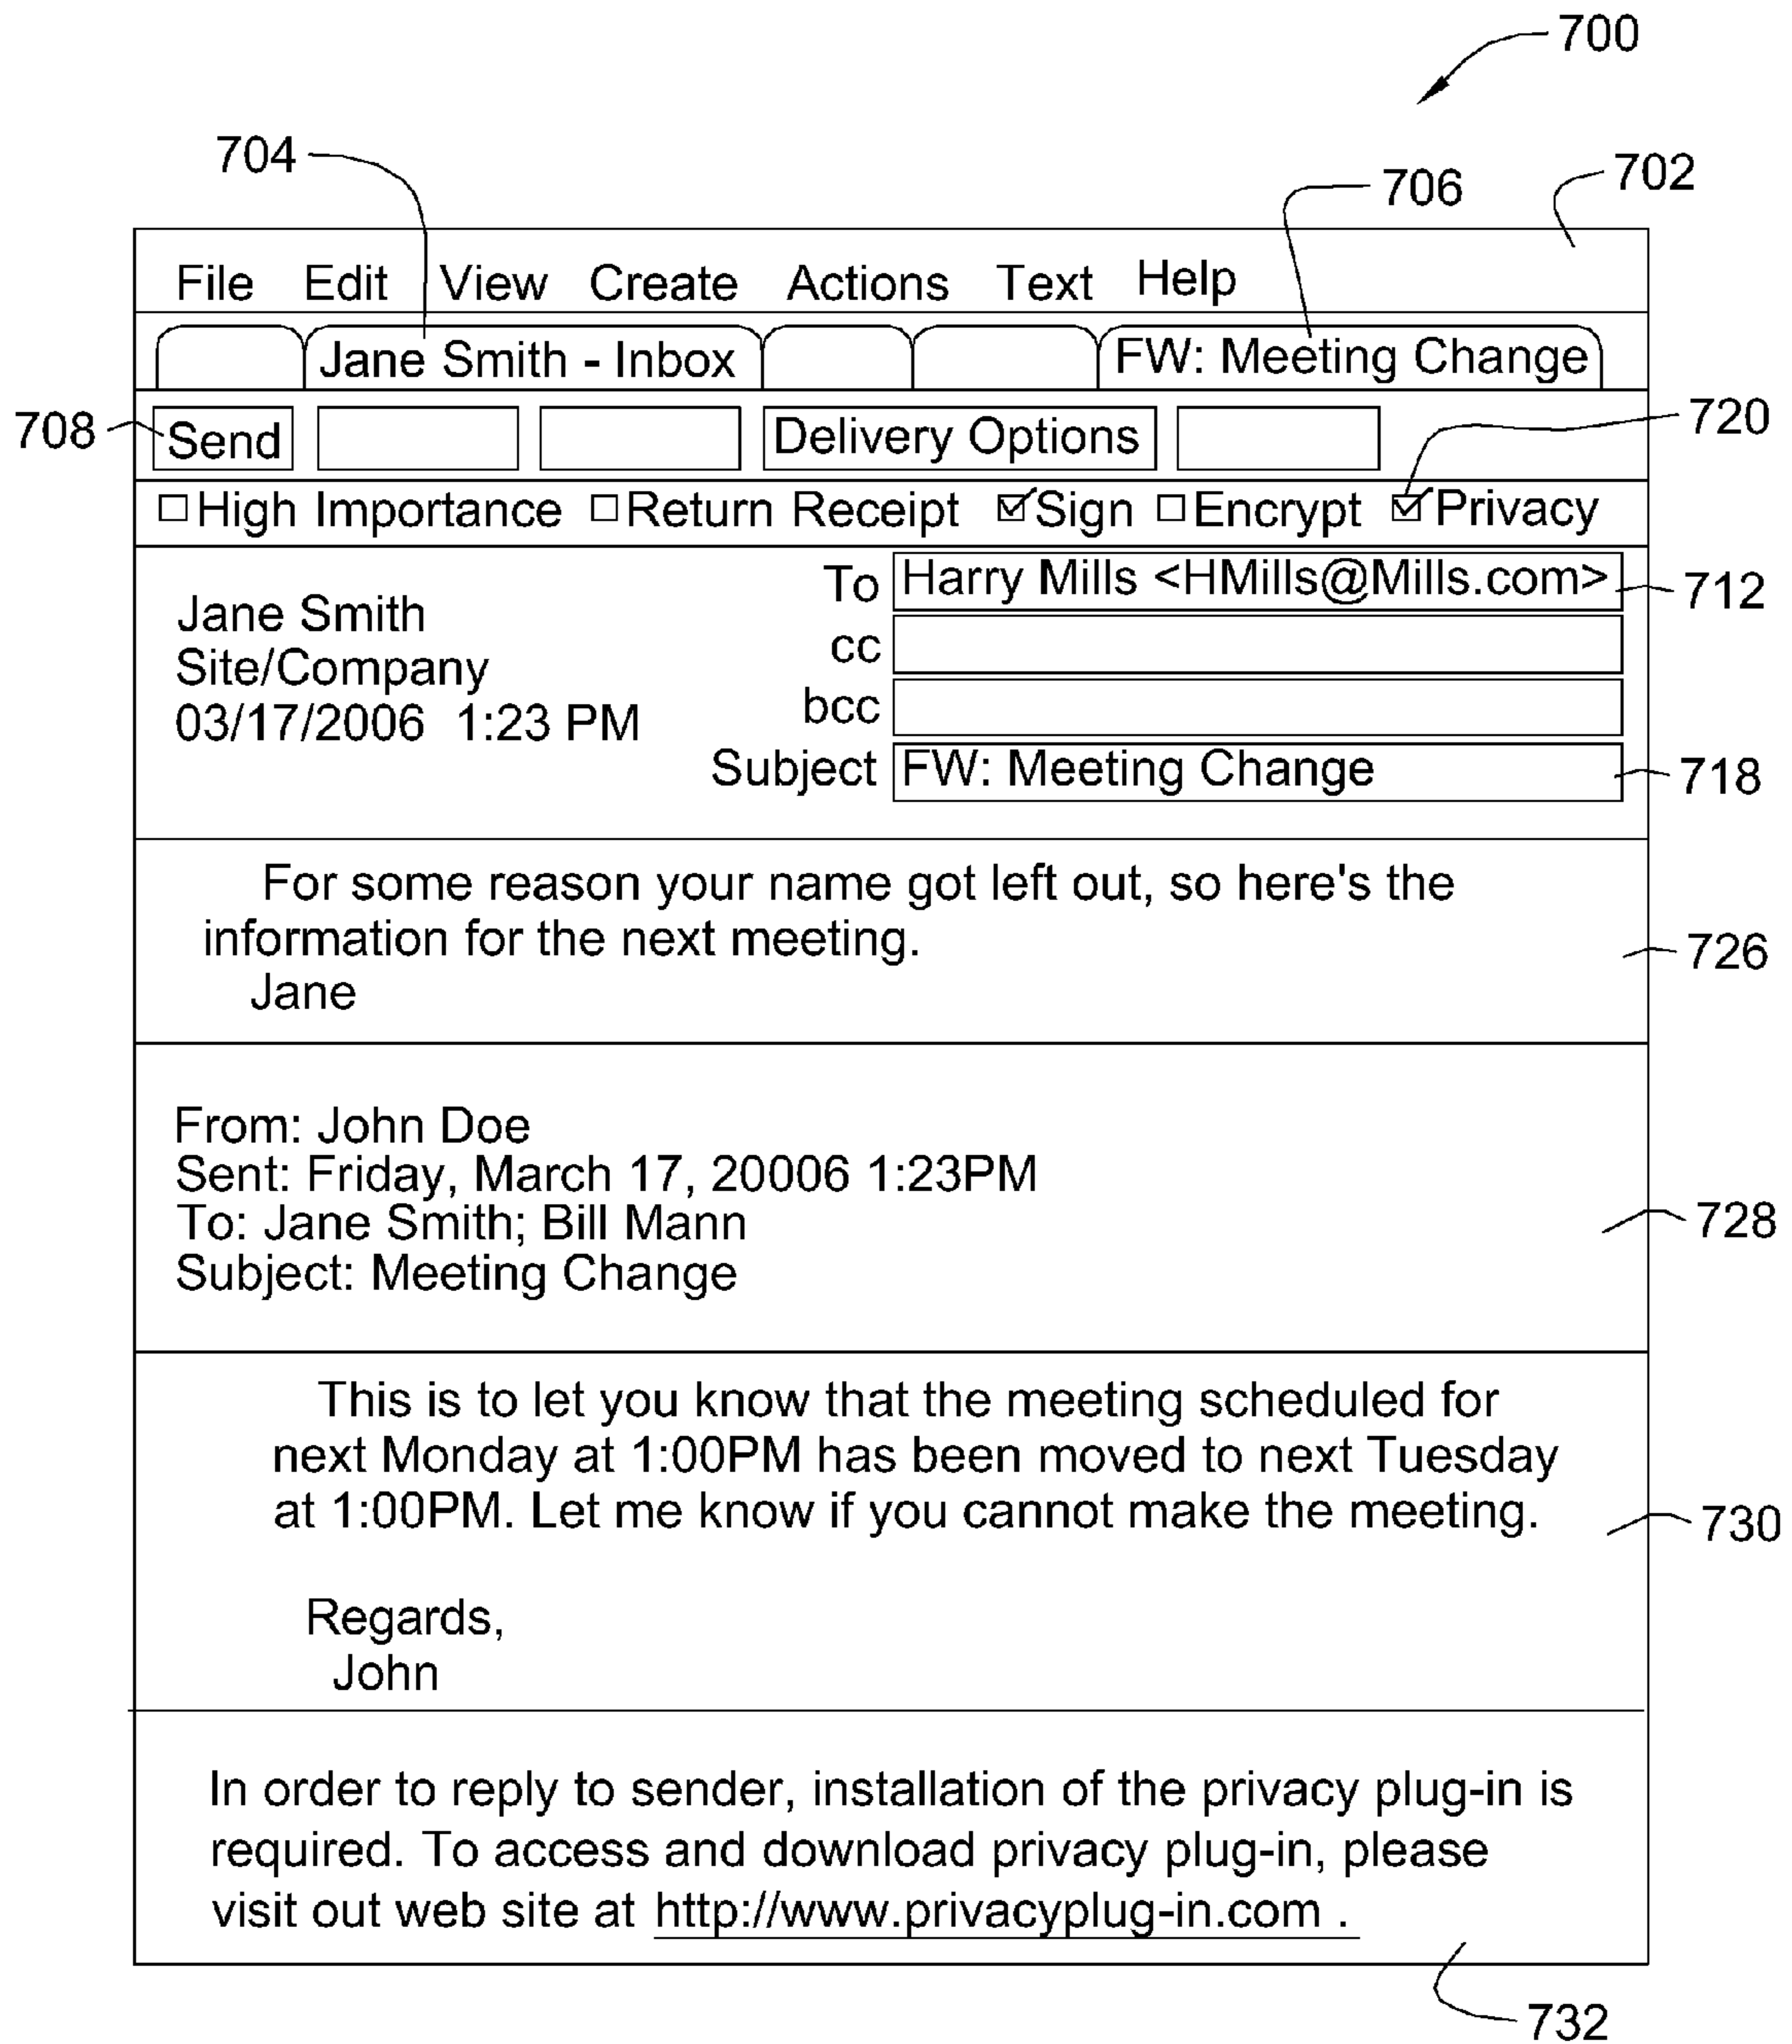 700
704
706
702
File Edit View Create Actions Text Help
Jane Smith - Inbox
FW: Meeting Change
708
Send
Delivery Options
720
High Importance Return Receipt Sign Encrypt Privacy
Jane Smith
Site/Company
03/17/2006 1:23 PM
To Harry Mills <HMills@Mills.com>
712
cc
bcc
Subject FW: Meeting Change
718
For some reason your name got left out, so here's the
information for the next meeting.
Jane
726
From: John Doe
Sent: Friday, March 17, 20006 1:23PM
To: Jane Smith; Bill Mann
Subject: Meeting Change
728
This is to let you know that the meeting scheduled for
next Monday at 1:00PM has been moved to next Tuesday
at 1:00PM. Let me know if you cannot make the meeting.
730
Regards,
John
In order to reply to sender, installation of the privacy plug-in is
required. To access and download privacy plug-in, please
visit out web site at http://www.privacyplug-in.com .
732